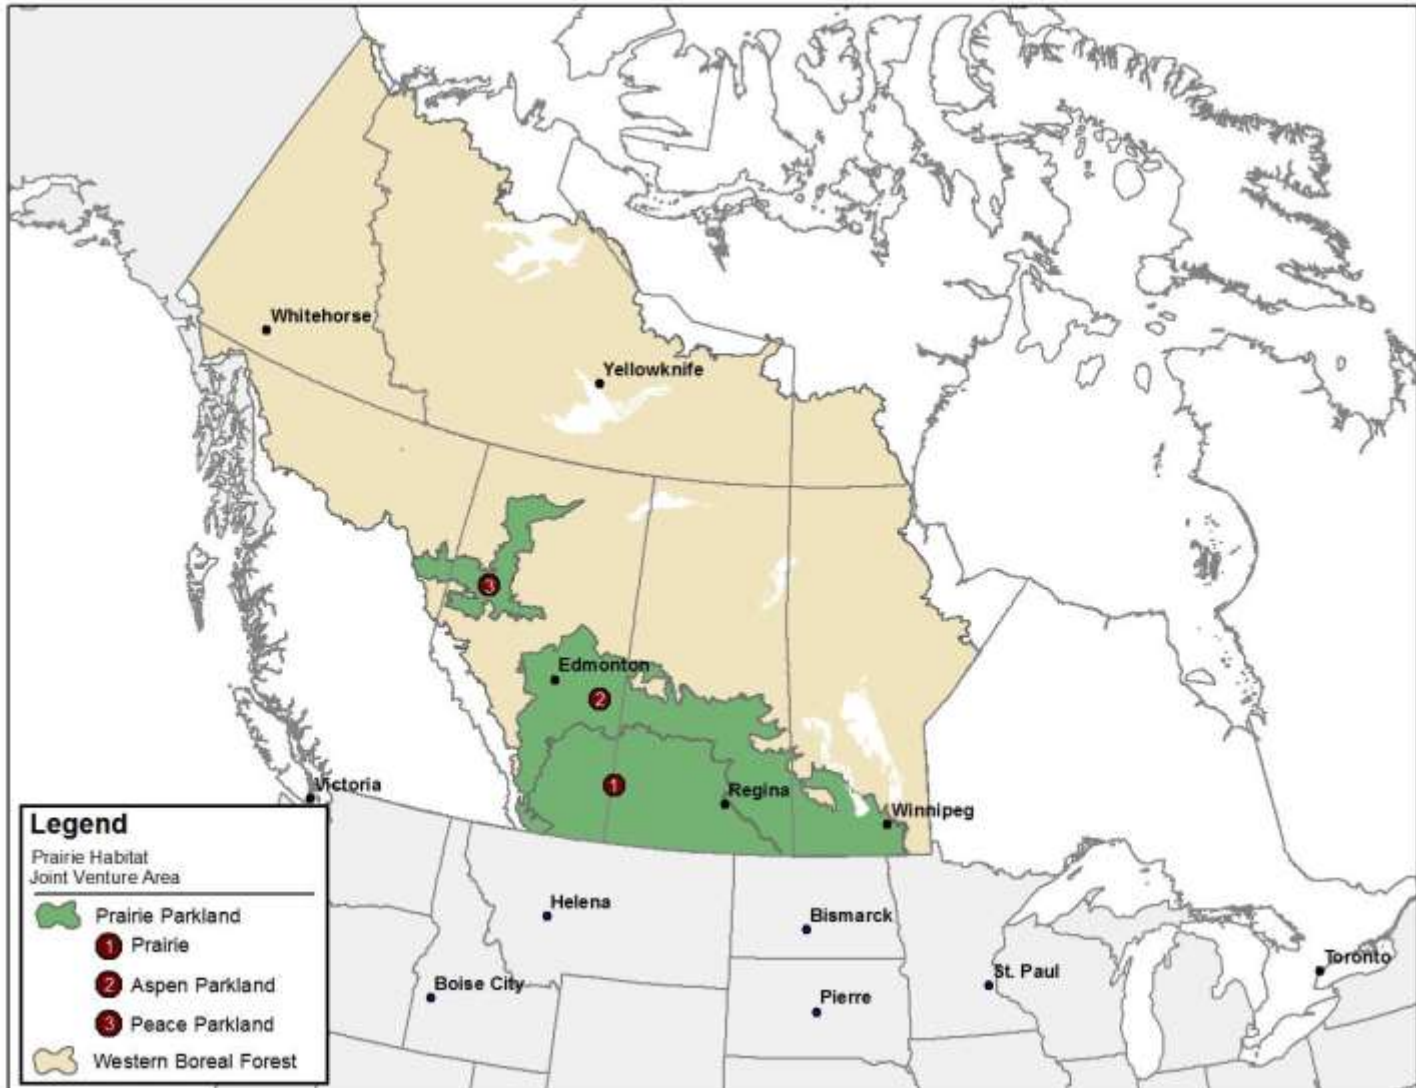 Whitehorse
Yellowknife
3
Edmonton
2
1
Victoria
Regina
Winnipeg
Legend
Prairie Habitat
Joint Venture Area
Prairie Parkland
1 Prairie
2 Aspen Parkland
3 Peace Parkland
Western Boreal Forest
Helena
Bismarck
Boise City
Pierre
St. Paul
Toronto